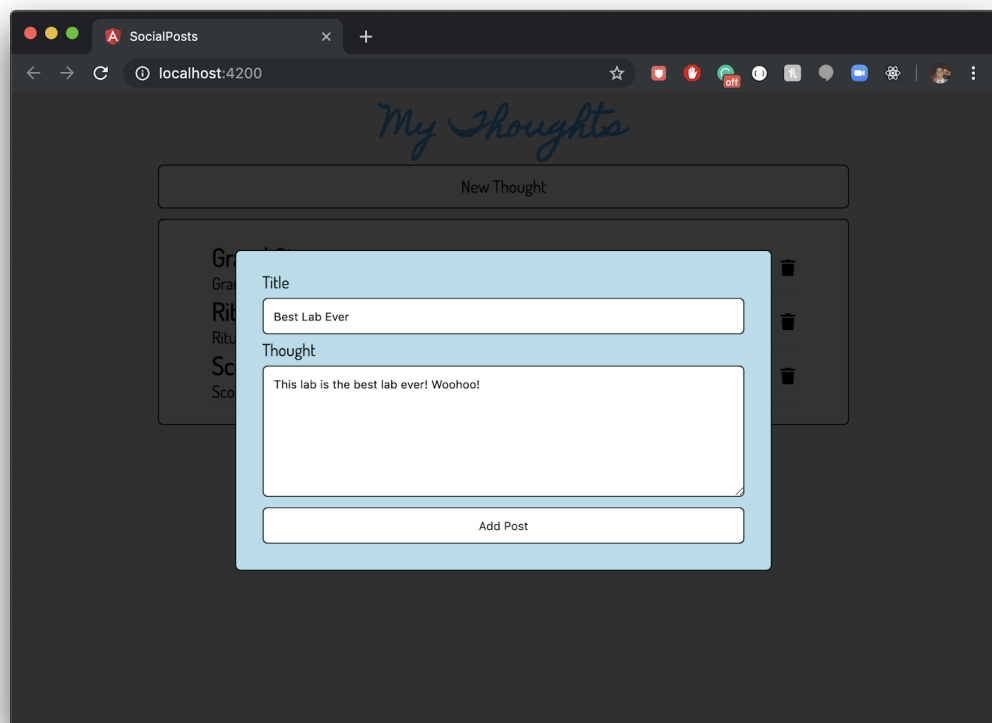 SocialPosts
localhost:4200
off
My Thoughts
New Thought
Title
Best Lab Ever
Thought
This lab is the best lab ever! Woohoo!
Add Post